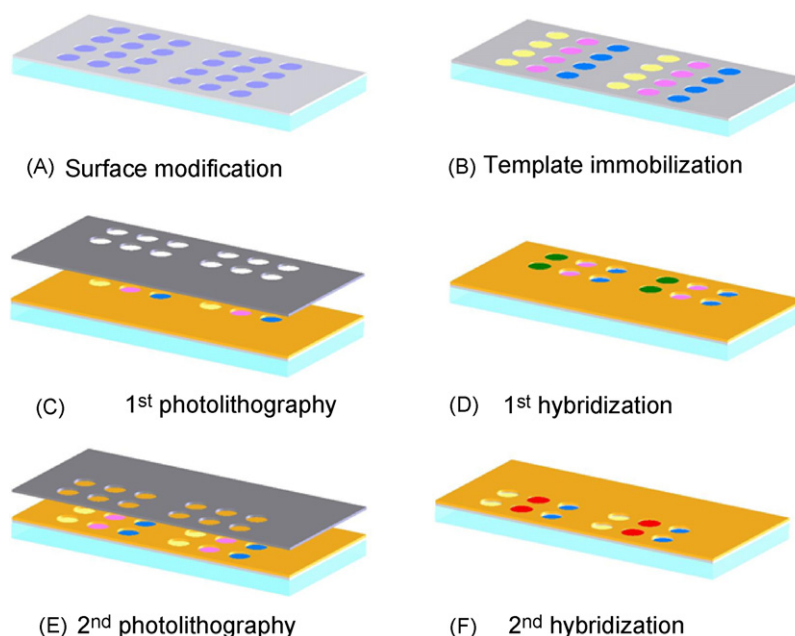 (A) Surface modification
(B) Template immobilization
(C) 1st photolithography
(D) 1st hybridization
(E) 2nd photolithography
(F) 2nd hybridization